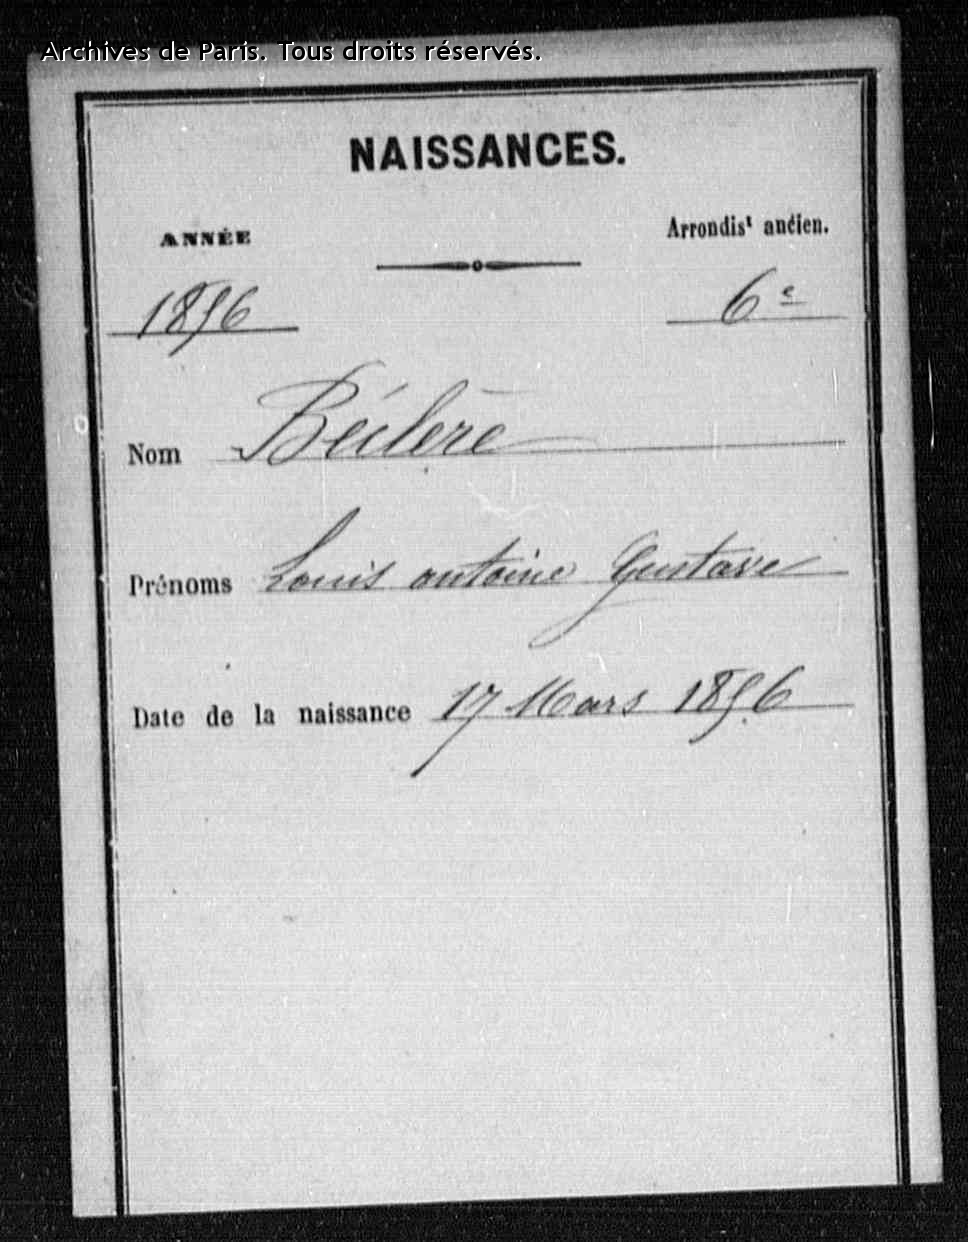 Archives de Paris. Tous droits réservés.
NAISSANCES.
ANNÉE
Arrondist ancien.
1856
6e
Nom Béclère
Prénoms Louis antoine Gustave
Date de la naissance 17 Mars 1856